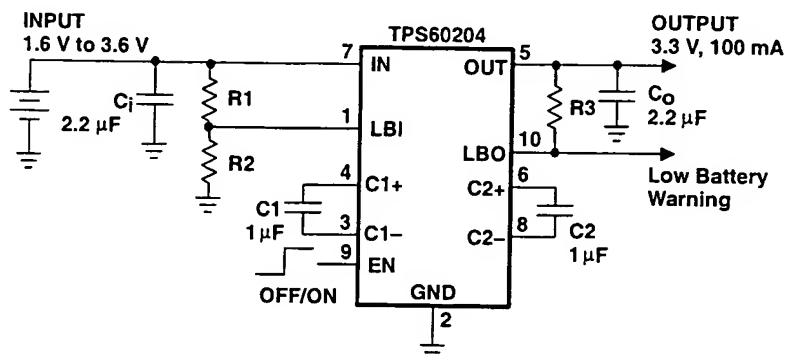 INPUT
1.6 V to 3.6 V
TPS60204
OUTPUT
3.3 V, 100 mA
7
IN
OUT
5
Ci
2.2 µF
R1
R3
Co
2.2 µF
1
LBI
R2
LBO
10
Low Battery
Warning
4
C1+
C1
1 µF
3
C1–
C2+
6
C2–
8
C2
1 µF
9
EN
OFF/ON
GND
2